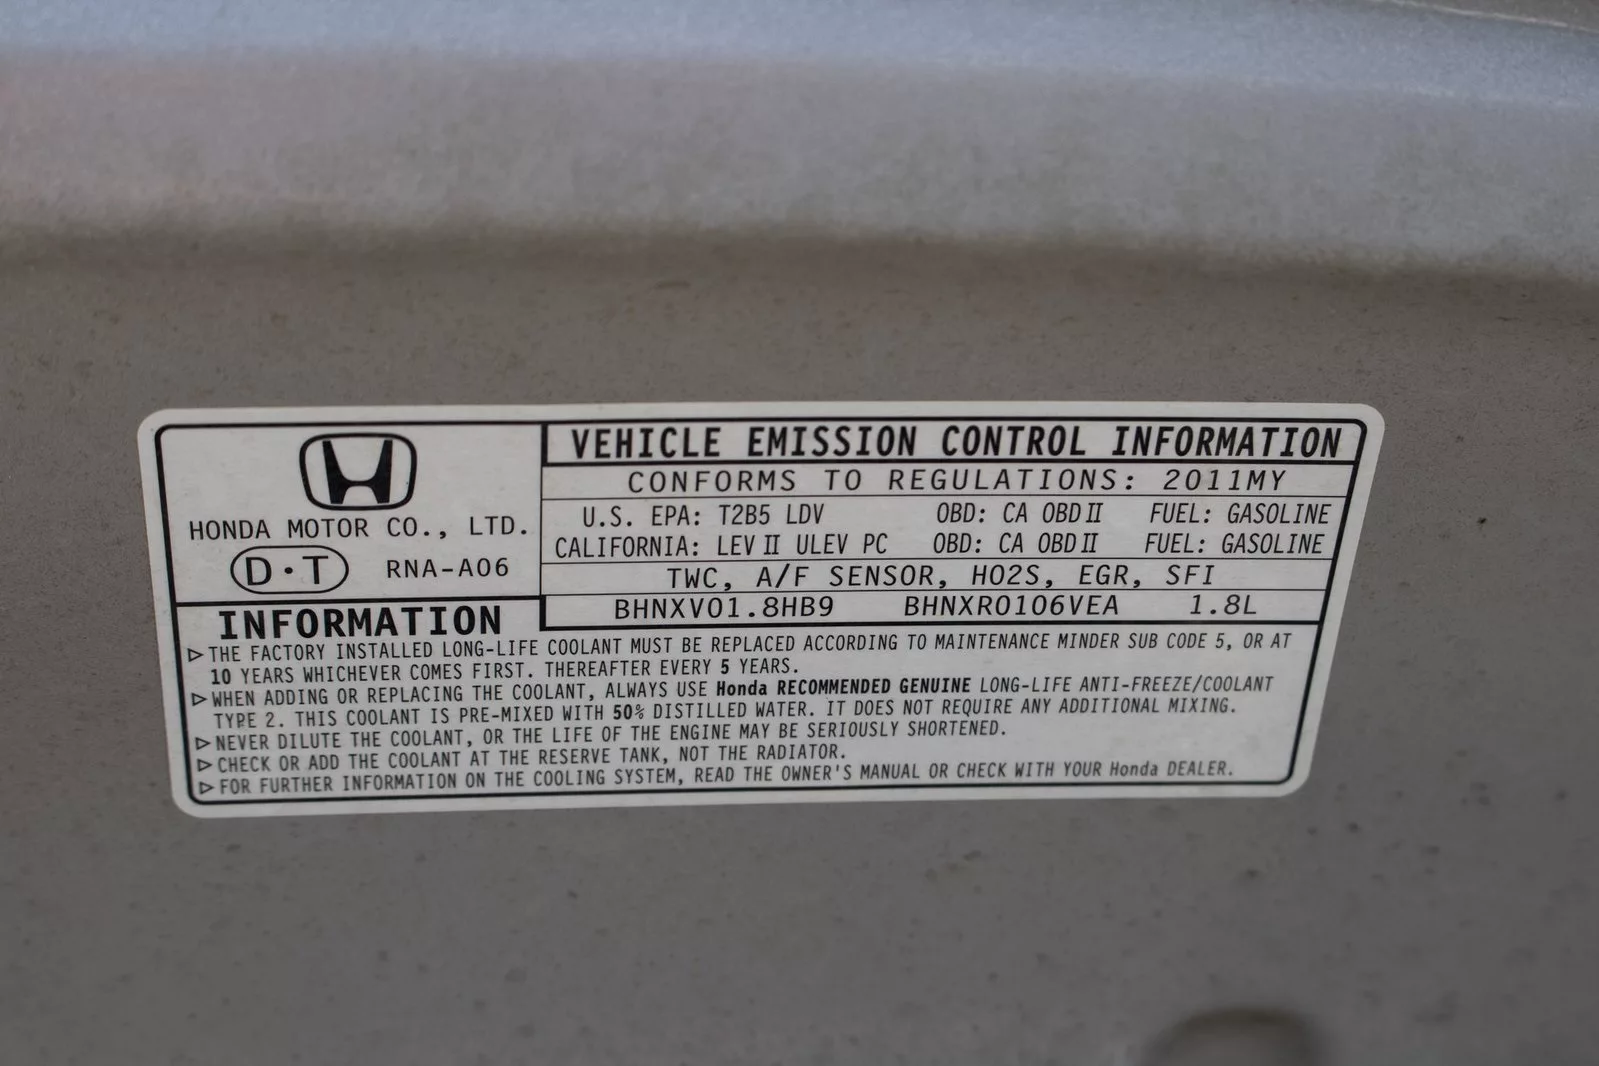 HONDA MOTOR CO., LTD.
D・T RNA-A06
VEHICLE EMISSION CONTROL INFORMATION
CONFORMS TO REGULATIONS: 2011MY
U.S. EPA: T2B5 LDV OBD: CA OBDⅡ FUEL: GASOLINE
CALIFORNIA: LEVⅡ ULEV PC OBD: CA OBDⅡ FUEL: GASOLINE
TWC, A/F SENSOR, HO2S, EGR, SFI
BHNXV01.8HB9 BHNXR0106VEA 1.8L
INFORMATION
▷THE FACTORY INSTALLED LONG-LIFE COOLANT MUST BE REPLACED ACCORDING TO MAINTENANCE MINDER SUB CODE 5, OR AT
10 YEARS WHICHEVER COMES FIRST. THEREAFTER EVERY 5 YEARS.
▷WHEN ADDING OR REPLACING THE COOLANT, ALWAYS USE Honda RECOMMENDED GENUINE LONG-LIFE ANTI-FREEZE/COOLANT
TYPE 2. THIS COOLANT IS PRE-MIXED WITH 50% DISTILLED WATER. IT DOES NOT REQUIRE ANY ADDITIONAL MIXING.
▷NEVER DILUTE THE COOLANT, OR THE LIFE OF THE ENGINE MAY BE SERIOUSLY SHORTENED.
▷CHECK OR ADD THE COOLANT AT THE RESERVE TANK, NOT THE RADIATOR.
▷FOR FURTHER INFORMATION ON THE COOLING SYSTEM, READ THE OWNER'S MANUAL OR CHECK WITH YOUR Honda DEALER.